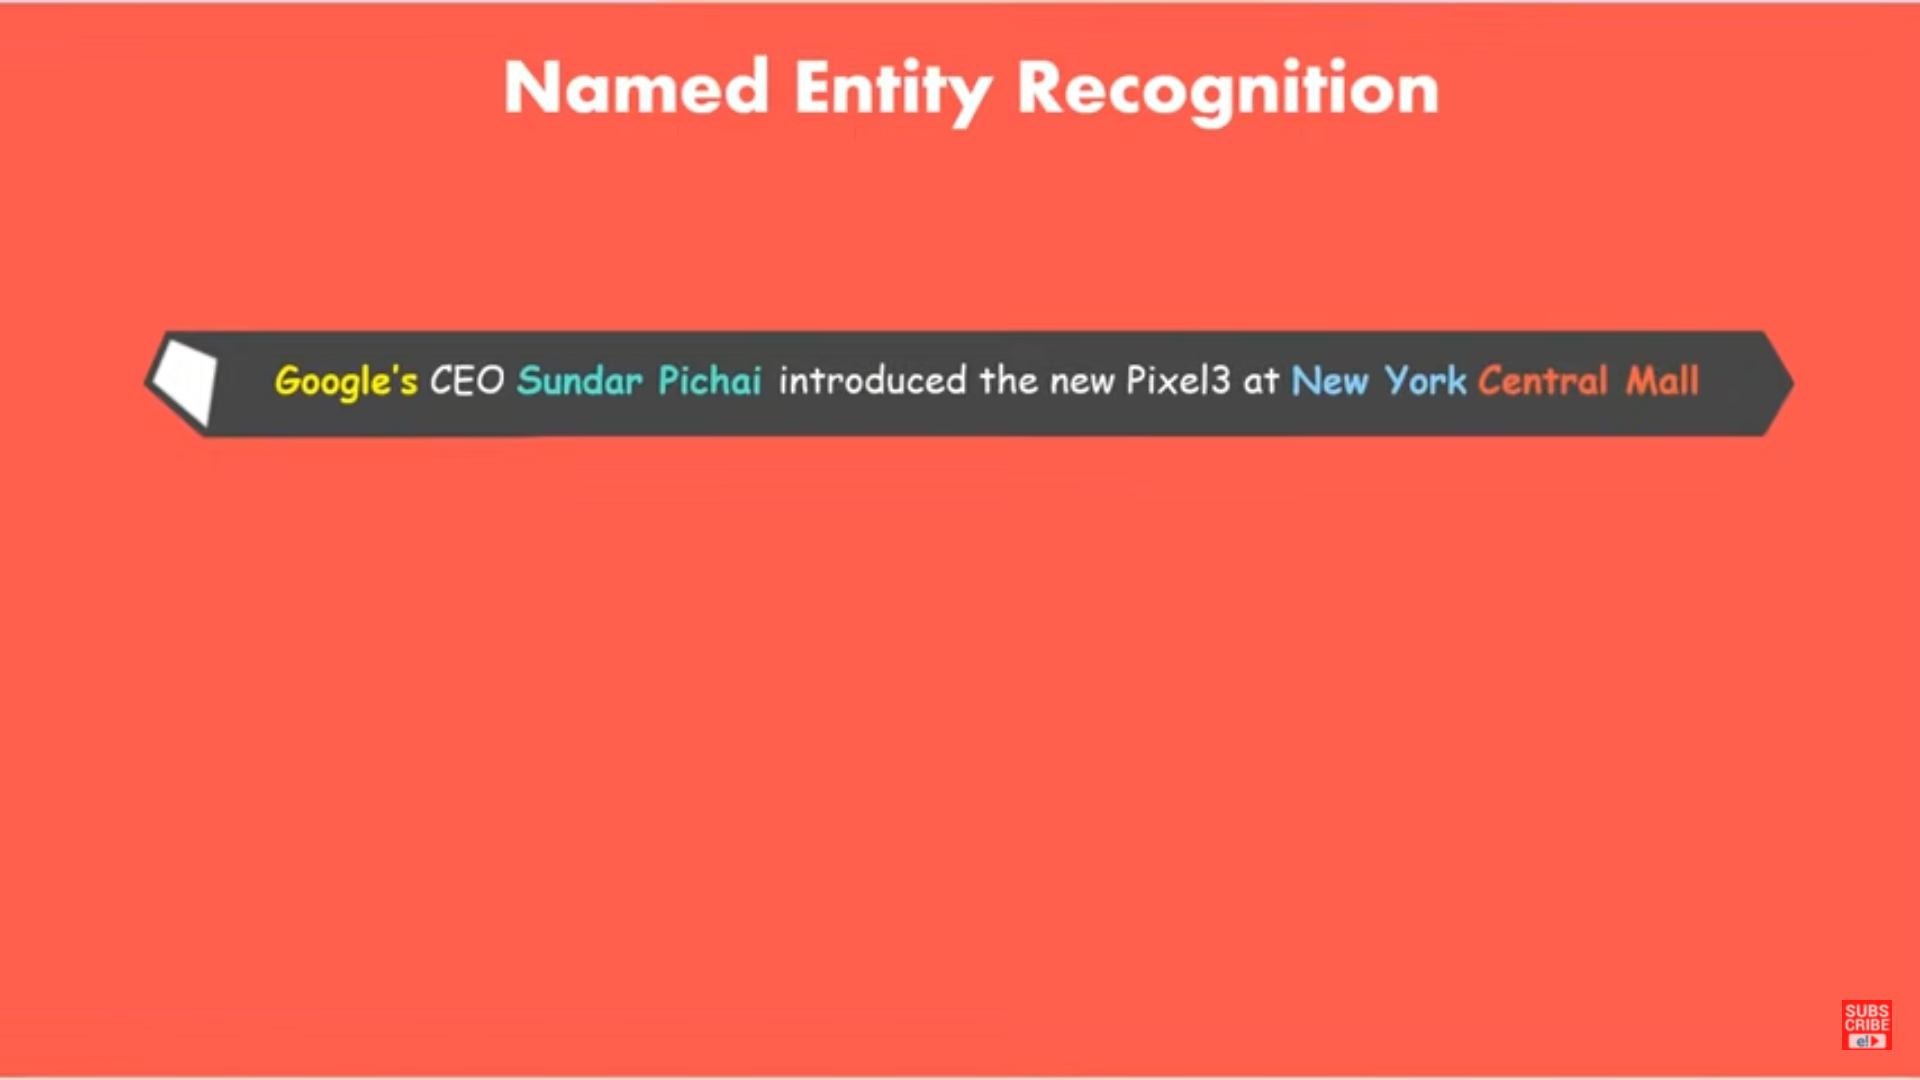 Named Entity Recognition
Google's CEO Sundar Pichai introduced the new Pixel3 at New York Central Mall
SUBS
CRIBE
e!